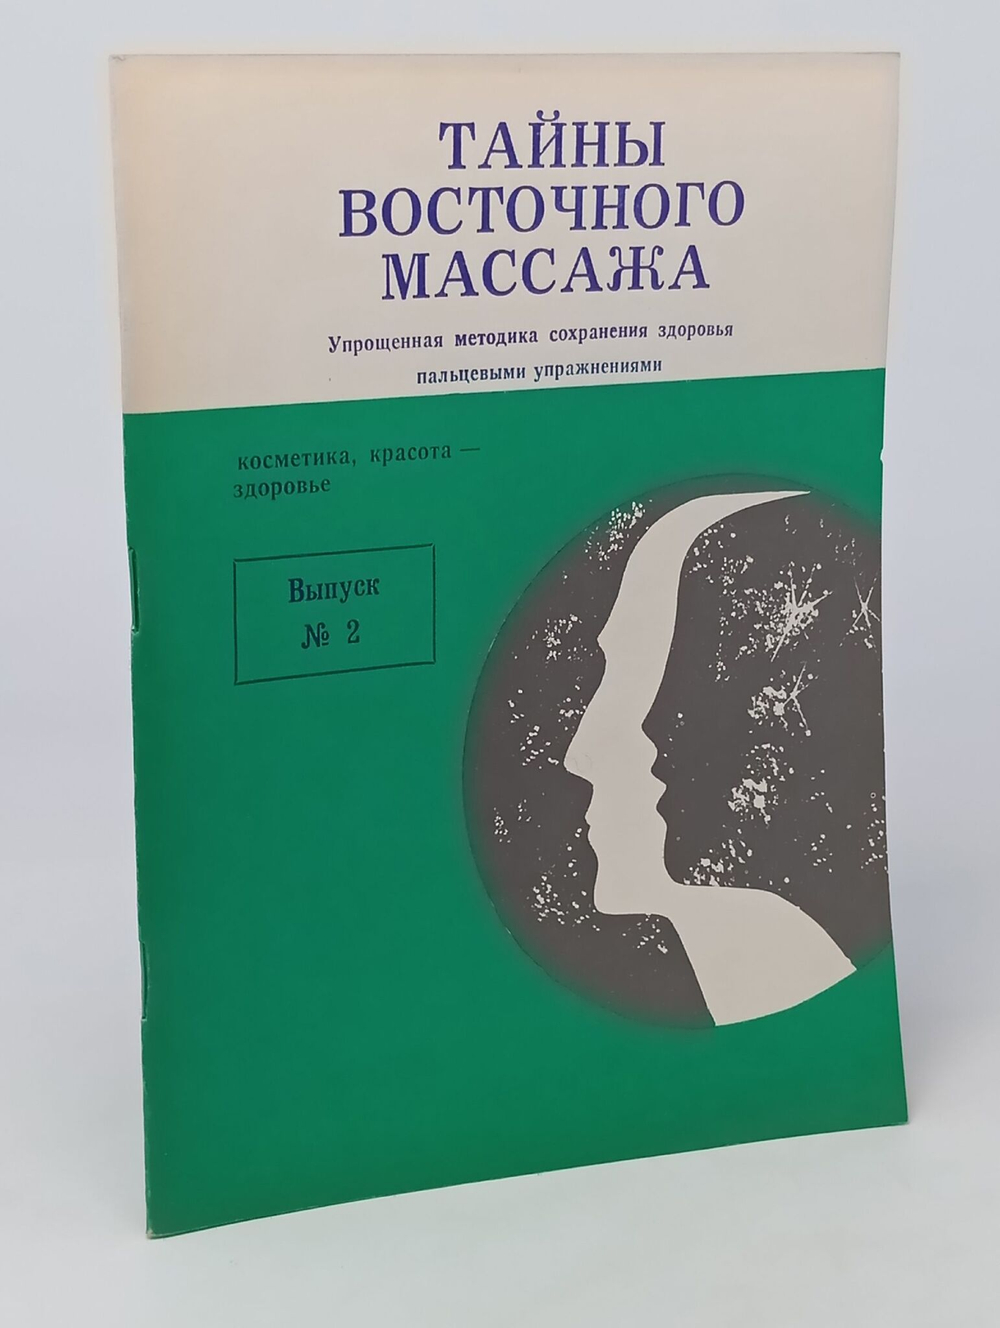 ТАЙНЫ
ВОСТОЧНОГО
МАССАЖА
Упрощенная методика сохранения здоровья
пальцевыми упражнениями
косметика, красота —
здоровье
Выпуск
№ 2